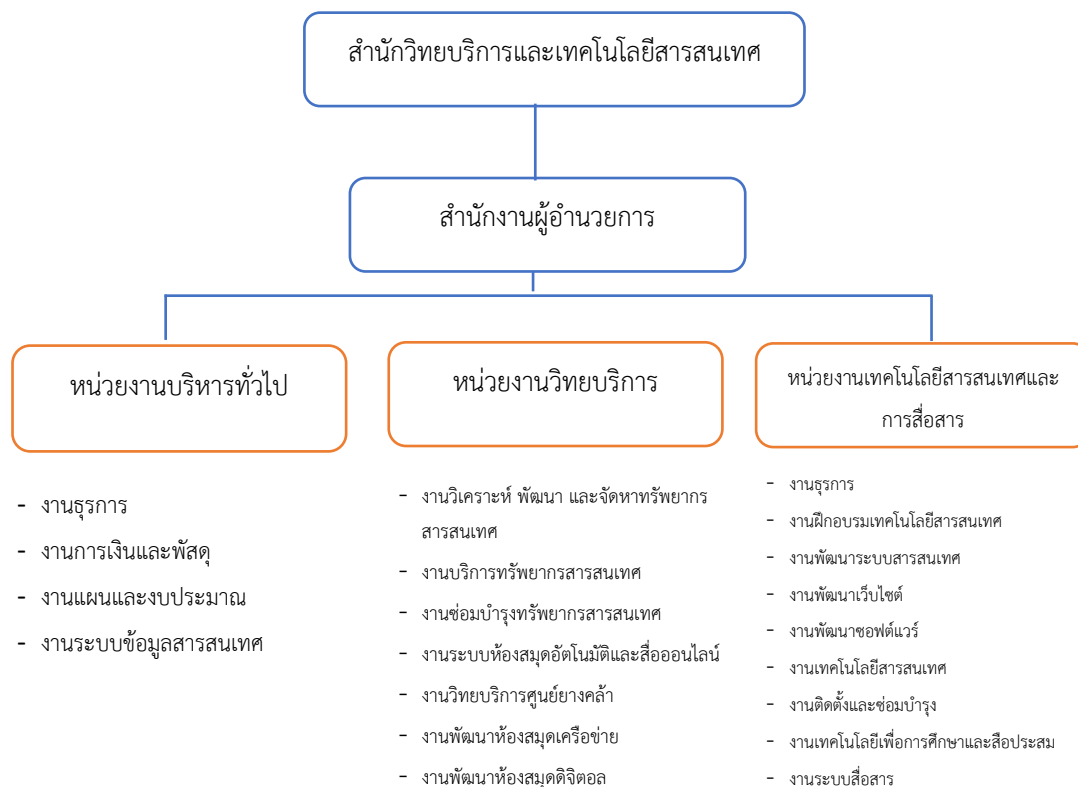 สำนักวิทยบริการและเทคโนโลยีสารสนเทศ
สำนักงานผู้อำนวยการ
หน่วยงานบริหารทั่วไป
- งานธุรการ
- งานการเงินและพัสดุ
- งานแผนและงบประมาณ
- งานระบบข้อมูลสารสนเทศ
หน่วยงานวิทยบริการ
- งานวิเคราะห์ พัฒนา และจัดหาทรัพยากร
สารสนเทศ
- งานบริการทรัพยากรสารสนเทศ
- งานซ่อมบำรุงทรัพยากรสารสนเทศ
- งานระบบห้องสมุดอัตโนมัติและสื่อออนไลน์
- งานวิทยบริการศูนย์ยางคล้า
- งานพัฒนาห้องสมุดเครือข่าย
- งานพัฒนาห้องสมุดดิจิตอล
หน่วยงานเทคโนโลยีสารสนเทศและ
การสื่อสาร
- งานธุรการ
- งานฝึกอบรมเทคโนโลยีสารสนเทศ
- งานพัฒนาระบบสารสนเทศ
- งานพัฒนาเว็บไซต์
- งานพัฒนาซอฟต์แวร์
- งานเทคโนโลยีสารสนเทศ
- งานติดตั้งและซ่อมบำรุง
- งานเทคโนโลยีเพื่อการศึกษาและสือประสม
- งานระบบสื่อสาร